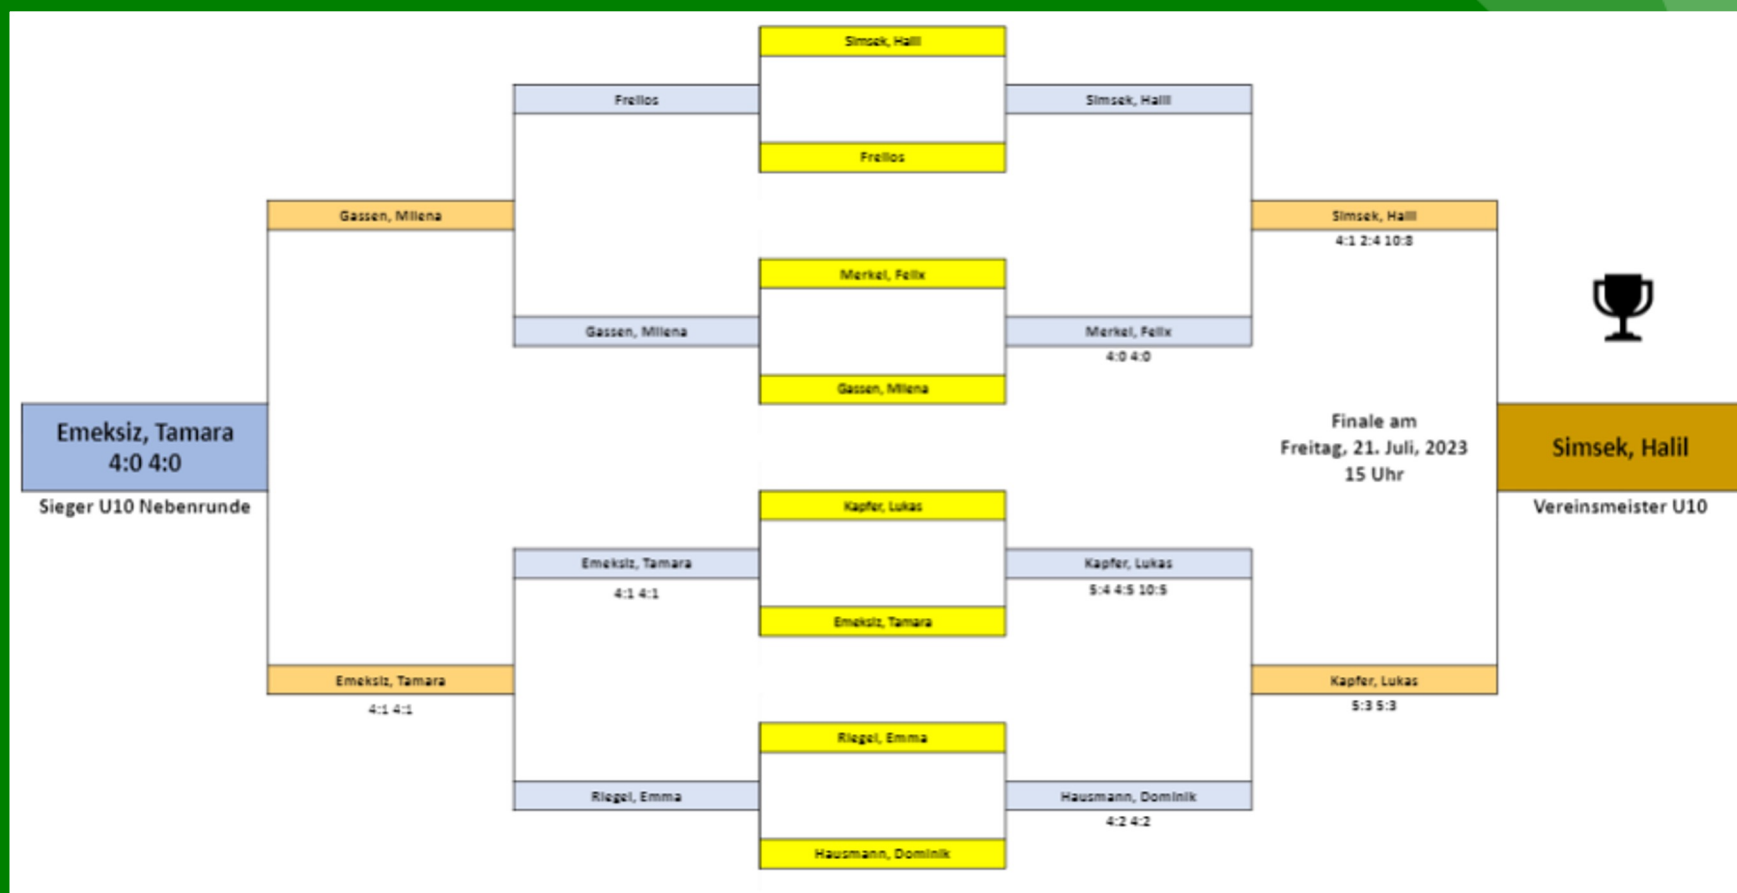 Simsek, Halil
Freilos
Simsek, Halil
Freilos
Gassen, Milena
Simsek, Halil
4:1 2:4 10:8
Merkel, Felix
Gassen, Milena
Merkel, Felix
4:0 4:0
Gassen, Milena
Emeksiz, Tamara
4:0 4:0
Sieger U10 Nebenrunde
Finale am
Freitag, 21. Juli, 2023
15 Uhr
Simsek, Halil
Vereinsmeister U10
Kapfer, Lukas
Emeksiz, Tamara
4:1 4:1
Kapfer, Lukas
5:4 4:5 10:5
Emeksiz, Tamara
Emeksiz, Tamara
4:1 4:1
Kapfer, Lukas
5:3 5:3
Riegel, Emma
Riegel, Emma
Hausmann, Dominik
4:2 4:2
Hausmann, Dominik